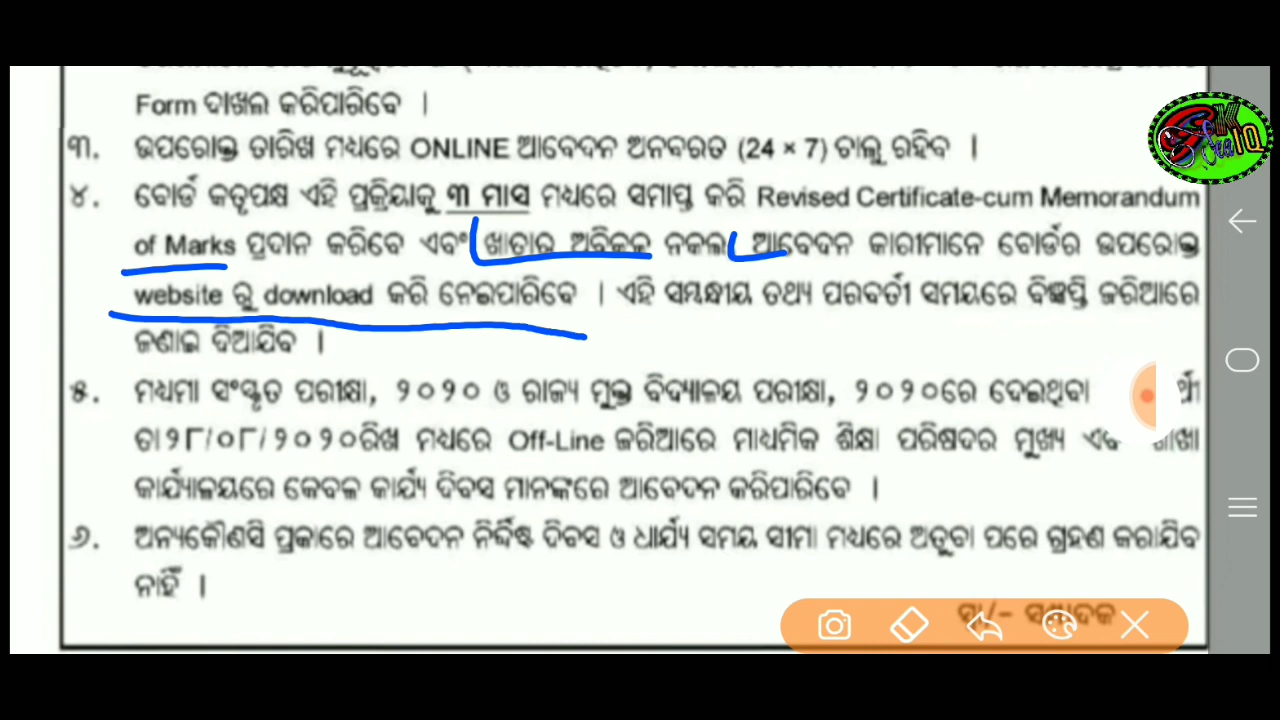 Form ଦାଖଲ କରିପାରିବେ ।
୩. ଉପରୋକ୍ତ ତାରିଖ ମଧ୍ୟରେ ONLINE ଆବେଦନ ଅନବରତ (24 × 7) ଚାଲୁ ରହିବ ।
୪. ବୋର୍ଡ କତୃପକ୍ଷ ଏହି ପ୍ରକ୍ରିୟାକୁ ୩ ମାସ ମଧ୍ୟରେ ସମାପ୍ତ କରି Revised Certificate-cum Memorandum
of Marks ପ୍ରଦାନ କରିବେ ଏବଂ ଖାତାର ଅବିକଳ ନକଲ ଆବେଦନ କାରୀମାନେ ବୋର୍ଡର ଉପରୋକ୍ତ
website ରୁ download କରି ନେଇପାରିବେ । ଏହି ସମ୍ବନ୍ଧୀୟ ତଥ୍ୟ ପରବର୍ତୀ ସମୟରେ ବିଜ୍ଞପ୍ତି ଜରିଆରେ
ଜଣାଇ ଦିଆଯିବ ।
୫. ମଧ୍ୟମା ସଂସ୍କୃତ ପରୀକ୍ଷା, ୨୦୨୦ ଓ ରାଜ୍ୟ ମୁକ୍ତ ବିଦ୍ୟାଳୟ ପରୀକ୍ଷା, ୨୦୨୦ରେ ଦେଇଥିବା
ତା୨୮/୦୮/୨୦୨୦ରିଖ ମଧ୍ୟରେ Off-Line ଜରିଆରେ ମାଧ୍ୟମିକ ଶିକ୍ଷା ପରିଷଦର ମୁଖ୍ୟ
କାର୍ଯ୍ୟାଳୟରେ କେବଳ କାର୍ଯ୍ୟ ଦିବସ ମାନଙ୍କରେ ଆବେଦନ କରିପାରିବେ ।
୬. ଅନ୍ୟକୌଣସି ପ୍ରକାରେ ଆବେଦନ ନିର୍ଦ୍ଦିଷ୍ଟ ଦିବସ ଓ ଧାର୍ଯ୍ୟ ସମୟ ସୀମା ମଧ୍ୟରେ ଅତୁବା ପରେ ଗ୍ରହଣ କରାଯିବ
ନାହିଁ ।
ସ୍ୱା/- ସମ୍ପାଦକ